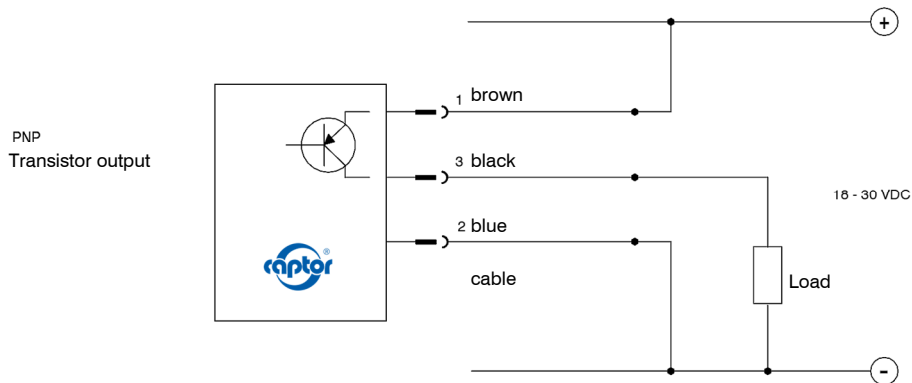 +
1 brown
PNP
Transistor output
3 black
18 - 30 VDC
2 blue
captor®
cable
Load
-